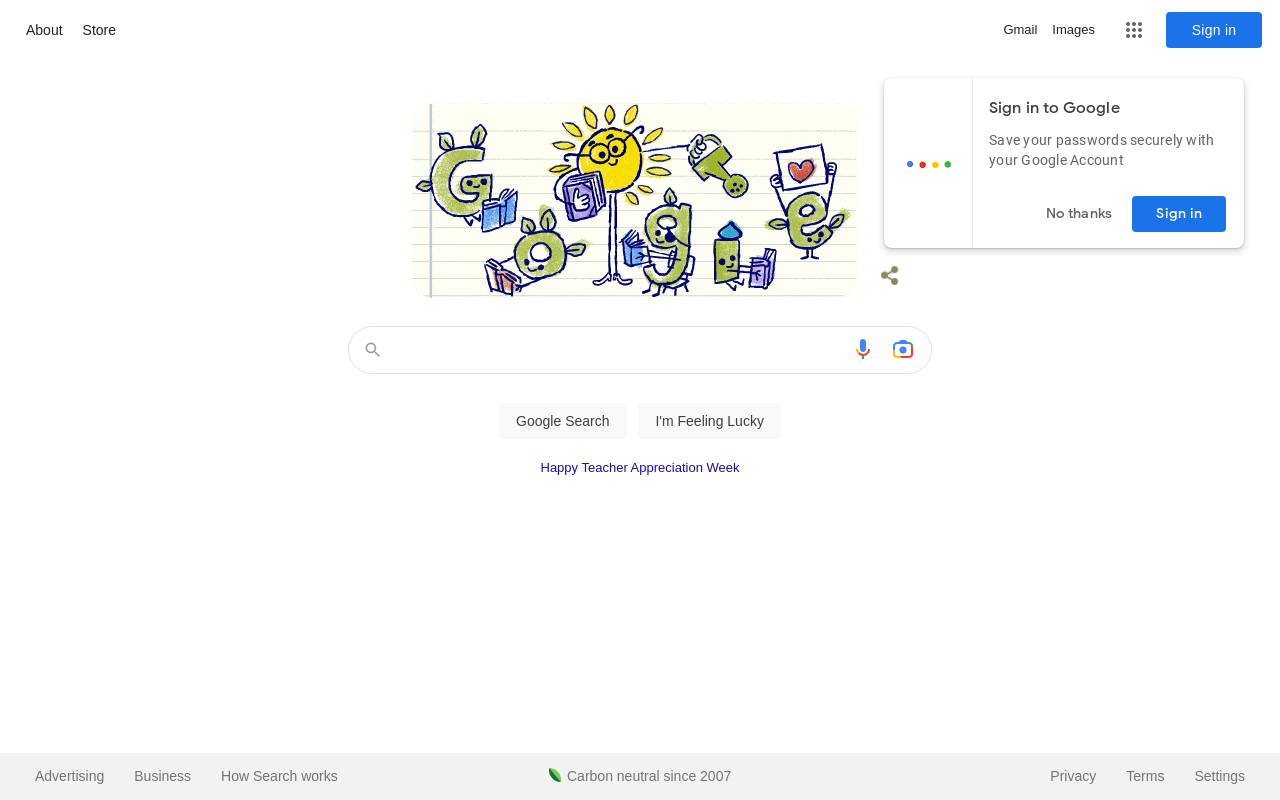 About
Store
Gmail
Images
Sign in
Sign in to Google
Save your passwords securely with
your Google Account
No thanks
Sign in
Google
Google Search
I'm Feeling Lucky
Happy Teacher Appreciation Week
Advertising
Business
How Search works
Carbon neutral since 2007
Privacy
Terms
Settings